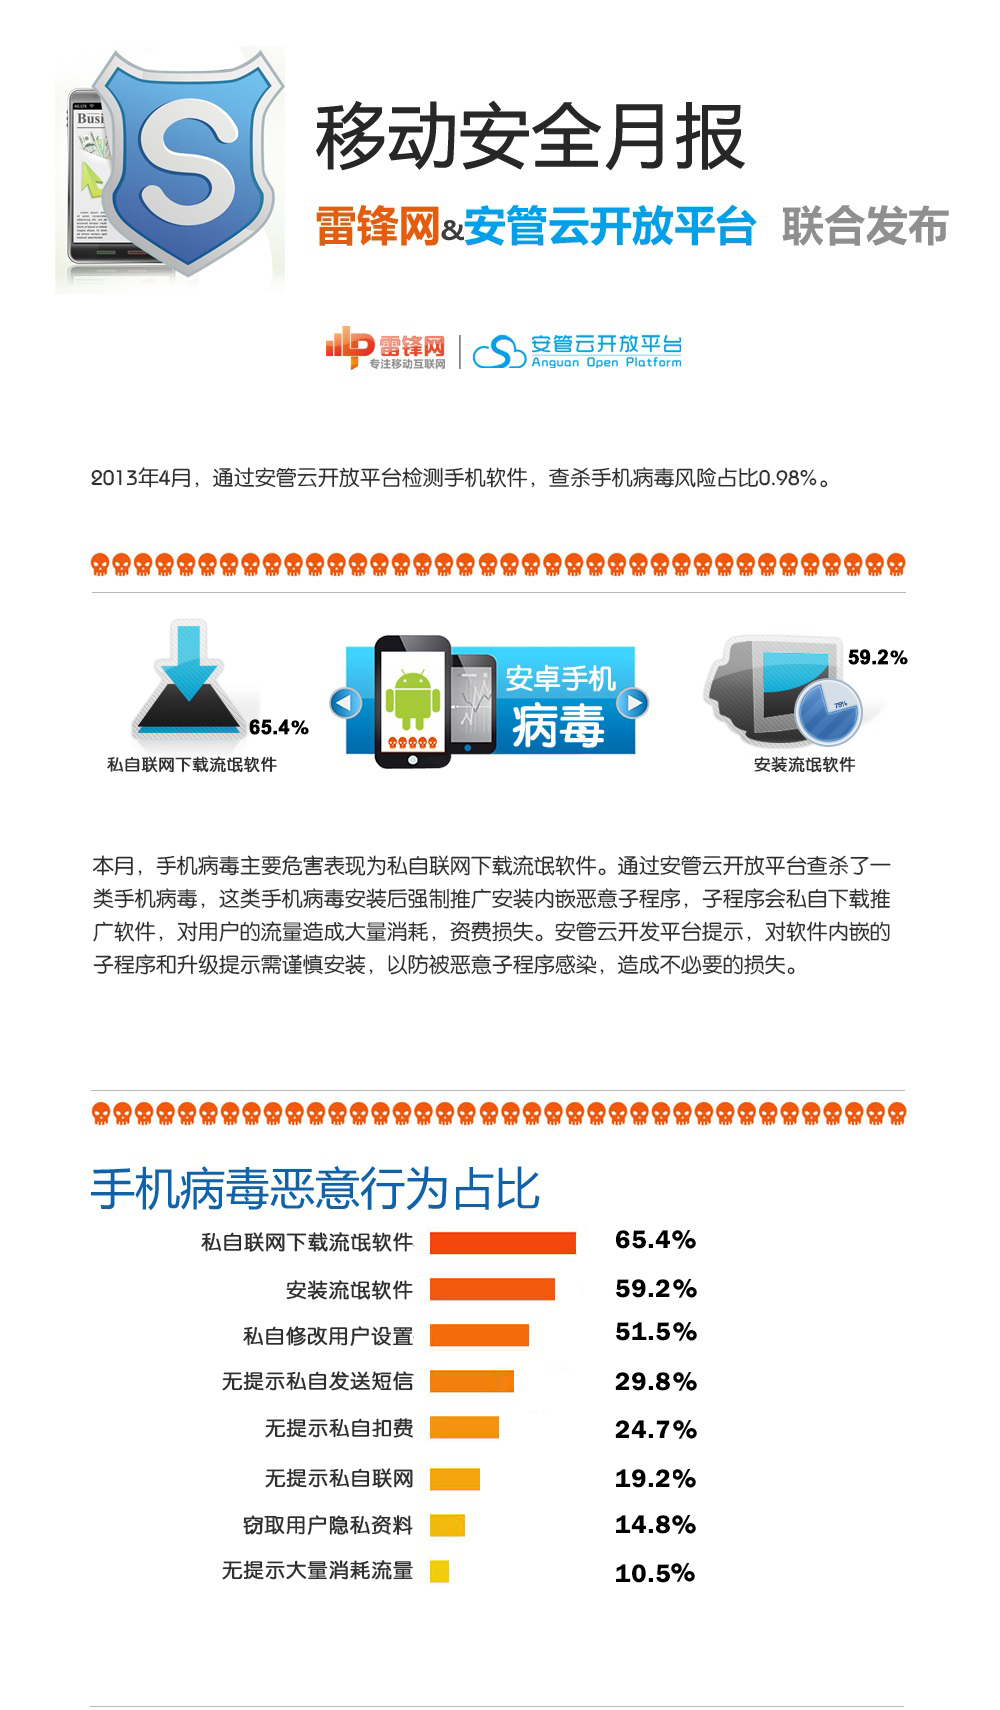 Busi
S
移动安全月报
雷锋网&安管云开放平台 联合发布
雷锋网
专注移动互联网
安管云开放平台
Anguan Open Platform
2013年4月，通过安管云开放平台检测手机软件，查杀手机病毒风险占比0.98%。
65.4%
私自联网下载流氓软件
安卓手机
病毒
59.2%
75%
安装流氓软件
本月，手机病毒主要危害表现为私自联网下载流氓软件。通过安管云开放平台查杀了一
类手机病毒，这类手机病毒安装后强制推广安装内嵌恶意子程序，子程序会私自下载推
广软件，对用户的流量造成大量消耗，资费损失。安管云开发平台提示，对软件内嵌的
子程序和升级提示需谨慎安装，以防被恶意子程序感染，造成不必要的损失。
手机病毒恶意行为占比
私自联网下载流氓软件 65.4%
安装流氓软件 59.2%
私自修改用户设置 51.5%
无提示私自发送短信 29.8%
无提示私自扣费 24.7%
无提示私自联网 19.2%
窃取用户隐私资料 14.8%
无提示大量消耗流量 10.5%